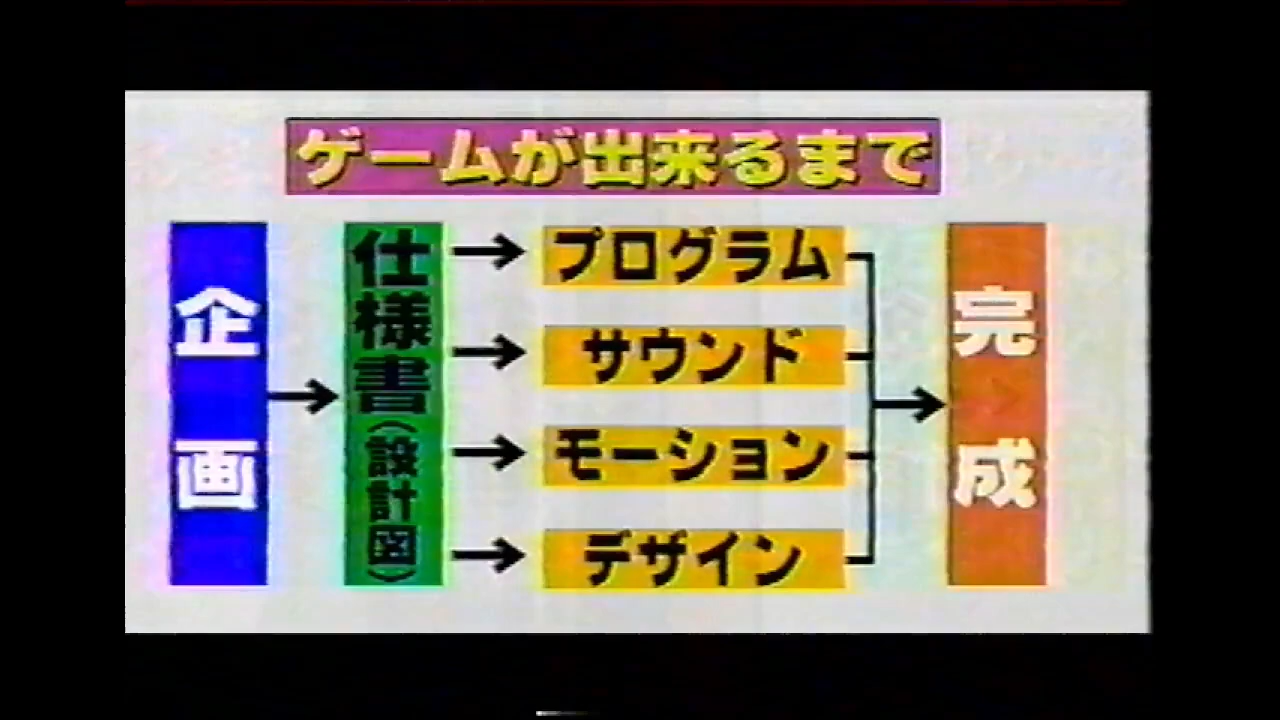 ゲームが出来るまで
企画
仕様書(設計図)
プログラム
サウンド
モーション
デザイン
完成